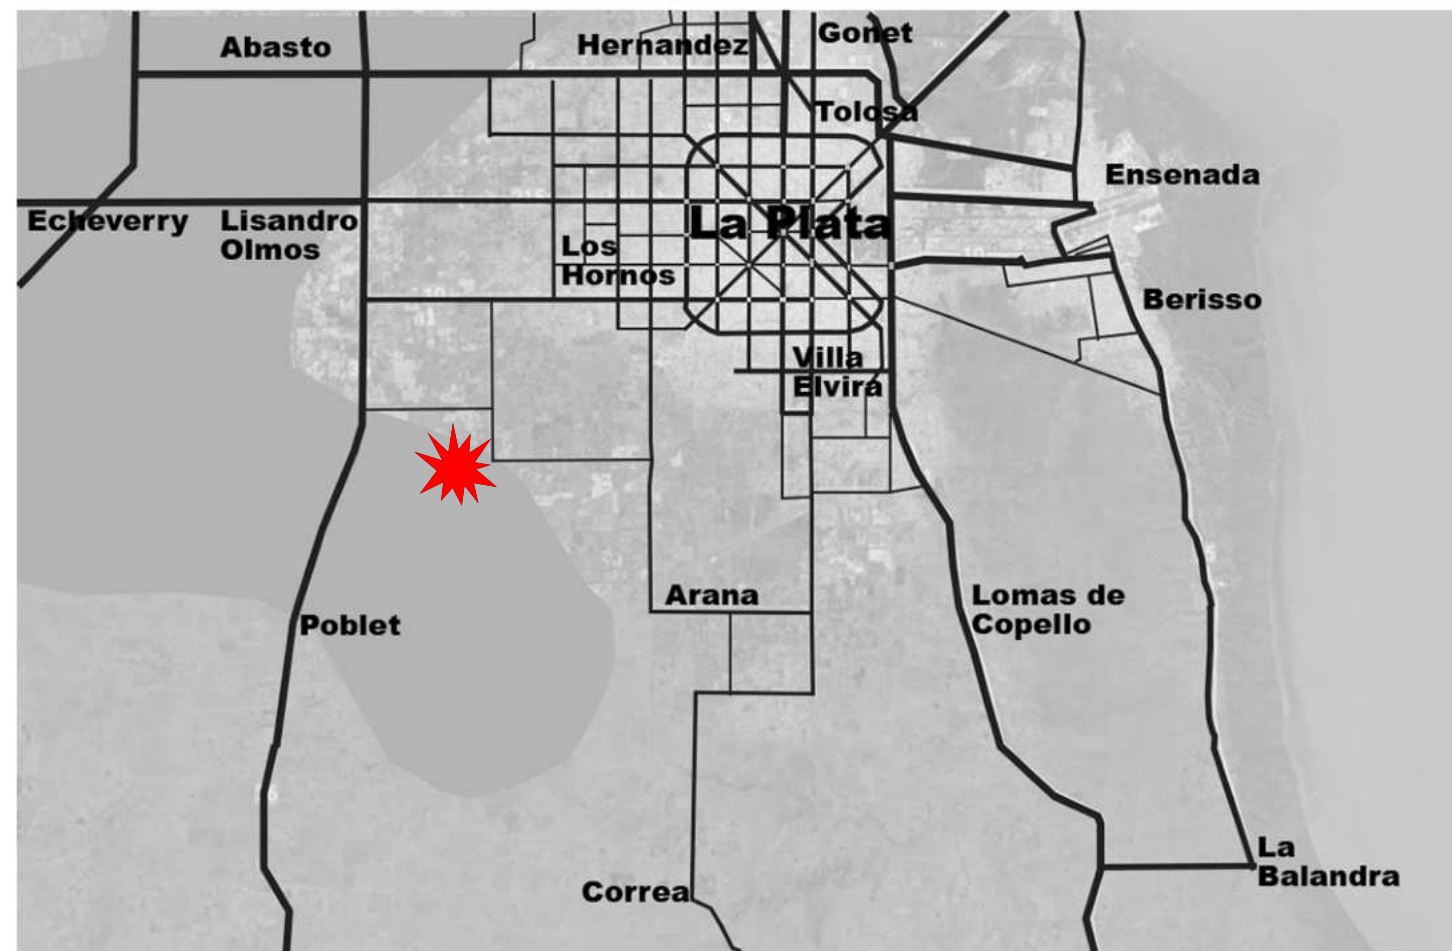 Gonet
Abasto
Hernandez
Tolosa
Ensenada
Echeverry
Lisandro
Olmos
La Plata
Los
Hornos
Berisso
Villa
Elvira
Arana
Lomas de
Copello
Poblet
La
Balandra
Correa